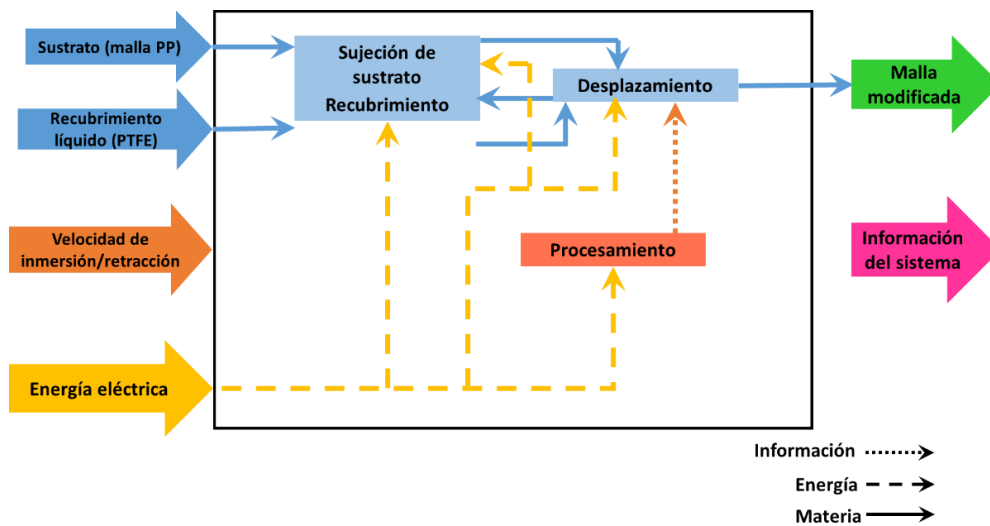 Sustrato (malla PP)
Recubrimiento
líquido (PTFE)
Velocidad de
inmersión/retracción
Energía eléctrica
Sujeción de
sustrato
Recubrimiento
Desplazamiento
Procesamiento
Malla
modificada
Información
del sistema
Información
Energía
Materia